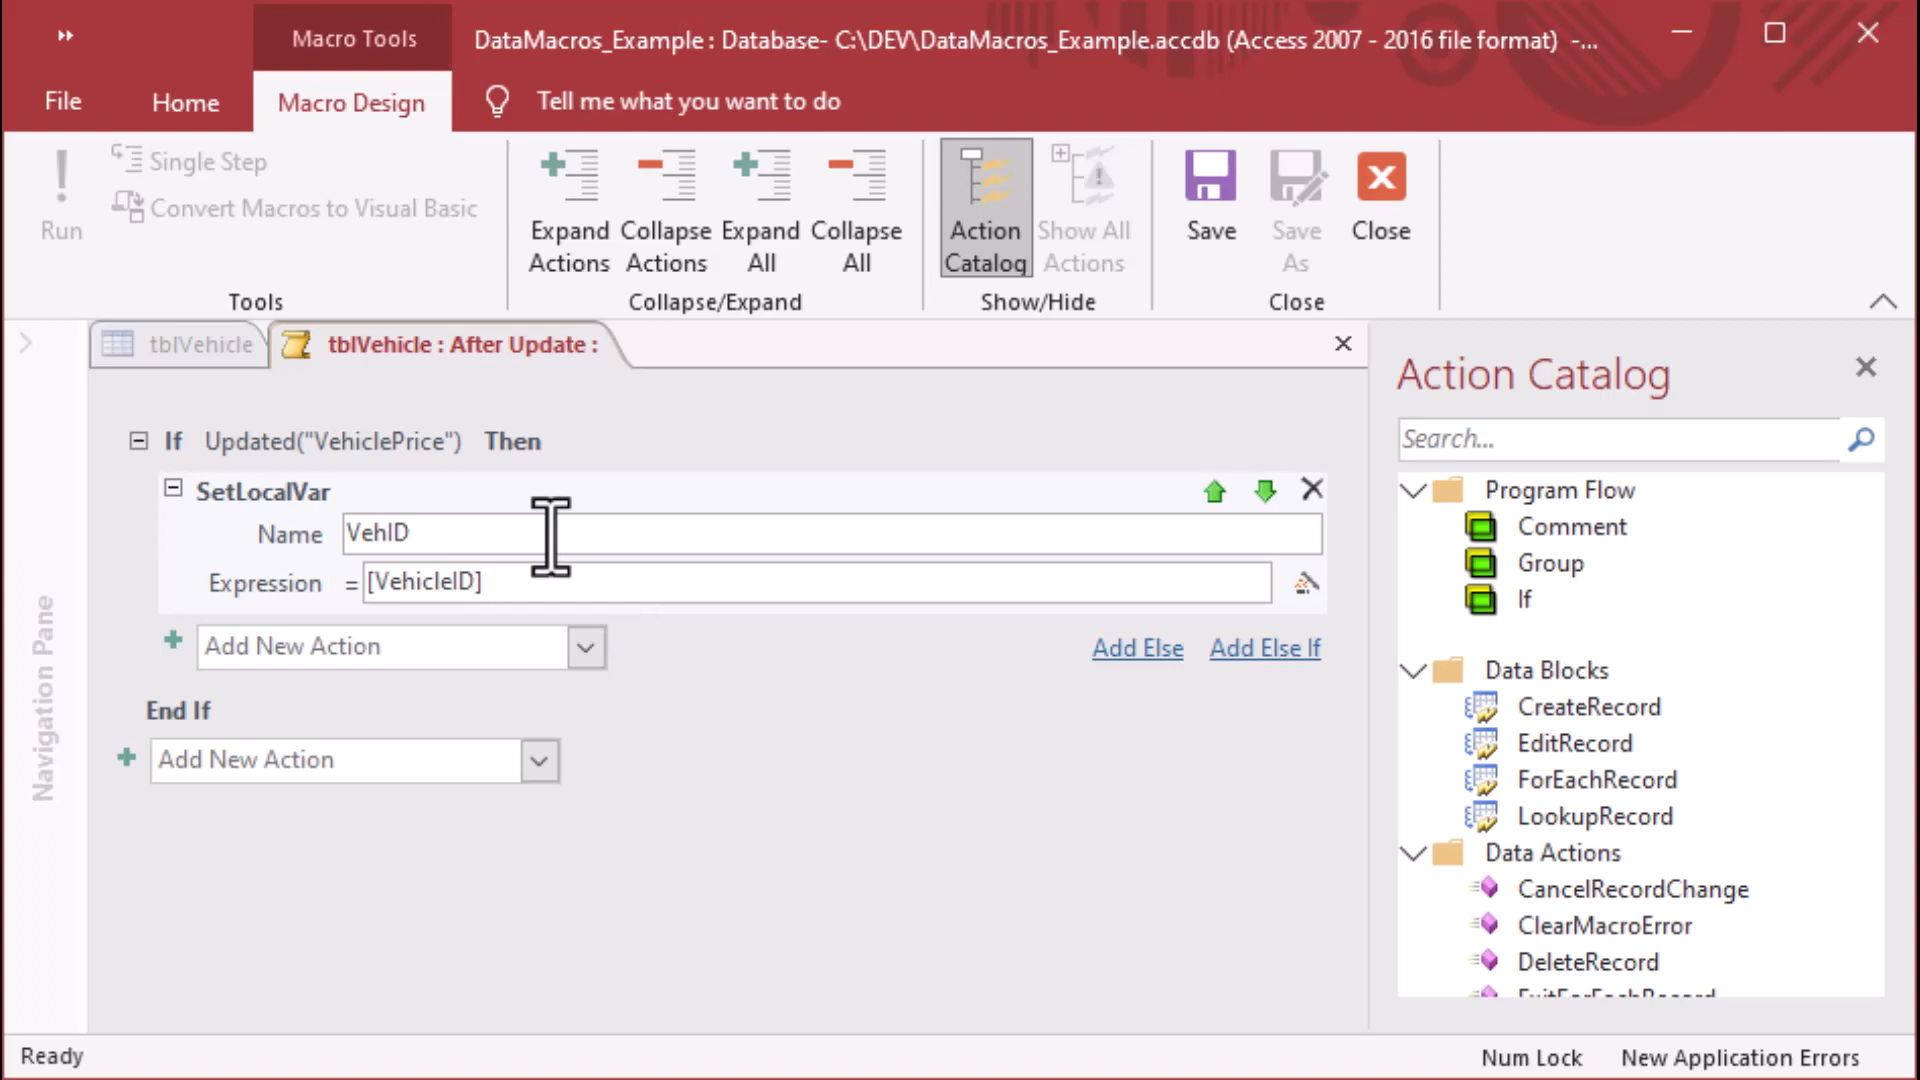 Macro Tools
DataMacros_Example : Database- C:\DEV\DataMacros_Example.accdb (Access 2007 - 2016 file format)  -...
File
Home
Macro Design
Tell me what you want to do
Run
Single Step
Convert Macros to Visual Basic
Tools
Expand Actions
Collapse Actions
Expand All
Collapse All
Collapse/Expand
Action Catalog
Show All Actions
Show/Hide
Save
Save As
Close
Close
tblVehicle
tblVehicle : After Update :
Navigation Pane
If Updated("VehiclePrice") Then
SetLocalVar
Name VehID
Expression = [VehicleID]
Add New Action
Add Else
Add Else If
End If
Add New Action
Action Catalog
Search...
Program Flow
Comment
Group
If
Data Blocks
CreateRecord
EditRecord
ForEachRecord
LookupRecord
Data Actions
CancelRecordChange
ClearMacroError
DeleteRecord
ExitForEachRecord
Ready
Num Lock
New Application Errors